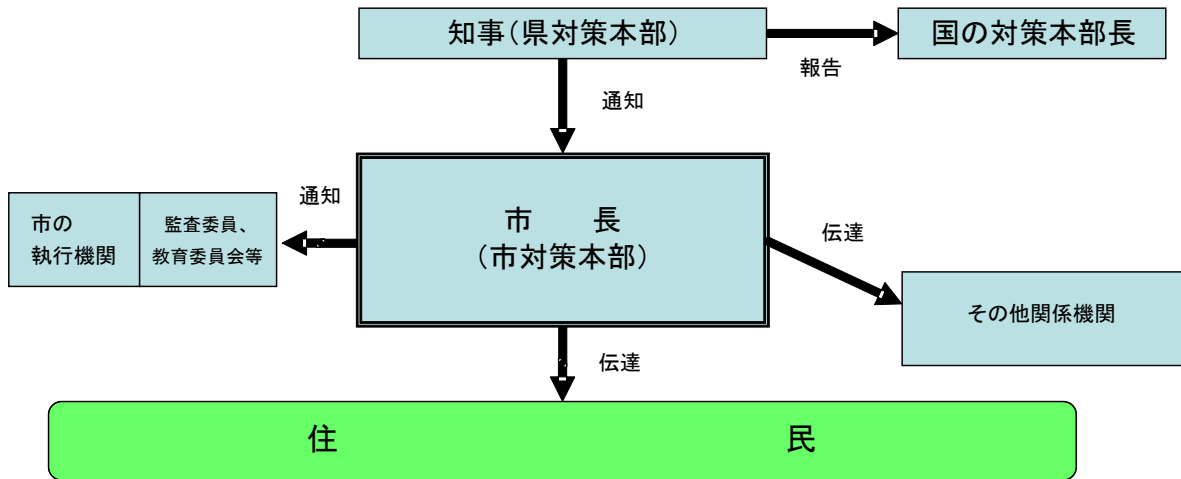 知事(県対策本部)
国の対策本部長
報告
通知
市の
執行機関
監査委員、
教育委員会等
通知
市　　長
(市対策本部)
伝達
その他関係機関
伝達
住　　民